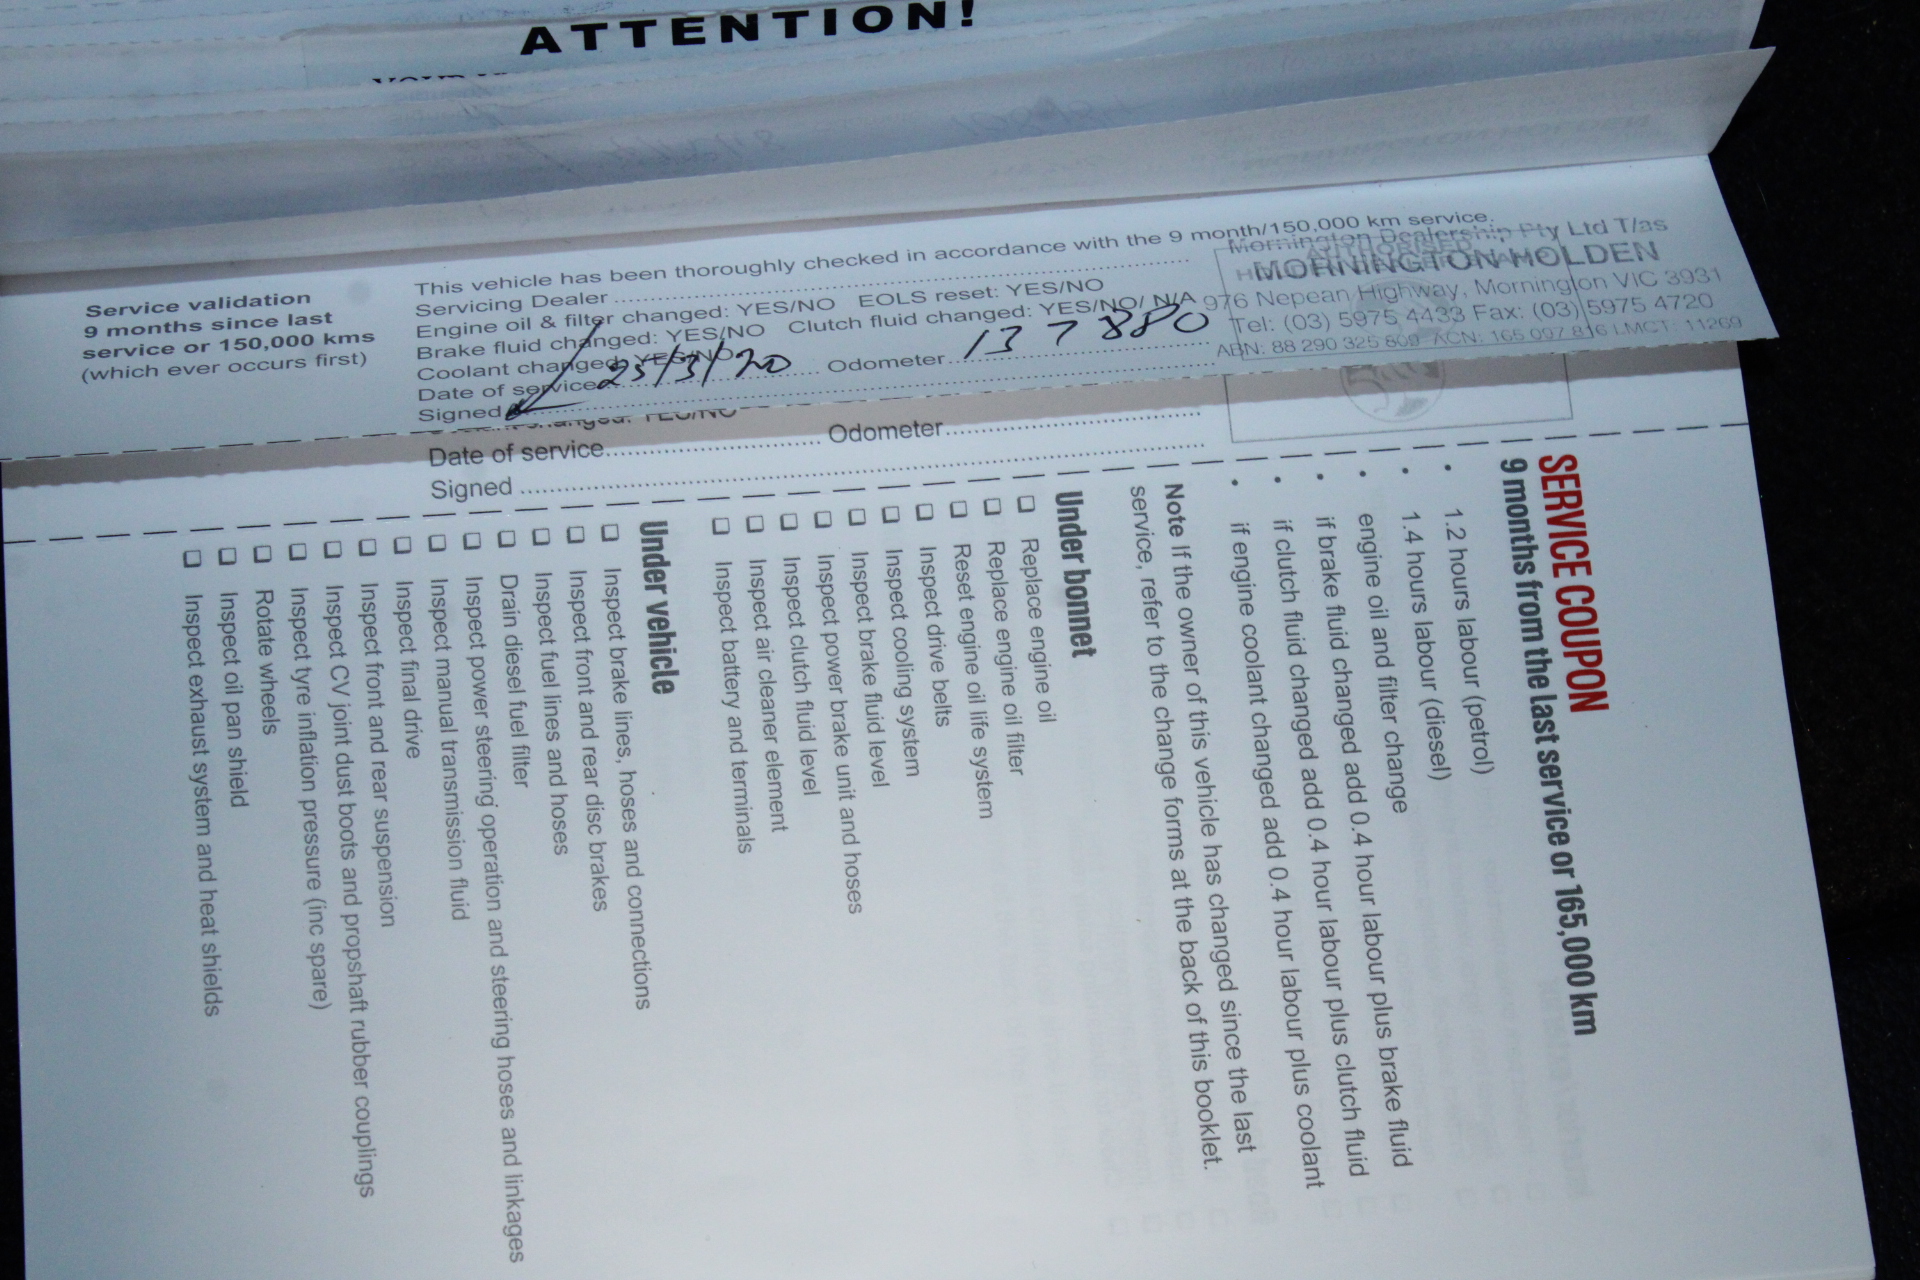 ATTENTION!
Service validation
9 months since last
service or 150,000 kms
(which ever occurs first)
This vehicle has been thoroughly checked in accordance with the 9 month/150,000 km service.
Servicing Dealer
Engine oil & filter changed: YES/NO EOLS reset: YES/NO
Brake fluid changed: YES/NO Clutch fluid changed: YES/NO/ N/A
Coolant changed: YES/NO
Date of service 25/3/20 Odometer 137880
Signed
Mornington Dealership Pty Ltd T/as
AUTHORISED
MORNINGTON HOLDEN
976 Nepean Highway, Mornington VIC 3931
Tel: (03) 5975 4433 Fax: (03) 5975 4720
ABN: 88 290 325 809 ACN: 165 097 816 LMCT: 11269
Date of service Odometer
Signed
SERVICE COUPON
9 months from the last service or 165,000 km
• 1.2 hours labour (petrol)
• 1.4 hours labour (diesel)
• engine oil and filter change
• if brake fluid changed add 0.4 hour labour plus brake fluid
• if clutch fluid changed add 0.4 hour labour plus clutch fluid
• if engine coolant changed add 0.4 hour labour plus coolant
Note If the owner of this vehicle has changed since the last
service, refer to the change forms at the back of this booklet.
Under bonnet
❑ Replace engine oil
❑ Replace engine oil filter
❑ Reset engine oil life system
❑ Inspect drive belts
❑ Inspect cooling system
❑ Inspect brake fluid level
❑ Inspect power brake unit and hoses
❑ Inspect clutch fluid level
❑ Inspect air cleaner element
❑ Inspect battery and terminals
Under vehicle
❑ Inspect brake lines, hoses and connections
❑ Inspect front and rear disc brakes
❑ Inspect fuel lines and hoses
❑ Drain diesel fuel filter
❑ Inspect power steering operation and steering hoses and linkages
❑ Inspect manual transmission fluid
❑ Inspect final drive
❑ Inspect front and rear suspension
❑ Inspect CV joint dust boots and propshaft rubber couplings
❑ Inspect tyre inflation pressure (inc spare)
❑ Rotate wheels
❑ Inspect oil pan shield
❑ Inspect exhaust system and heat shields